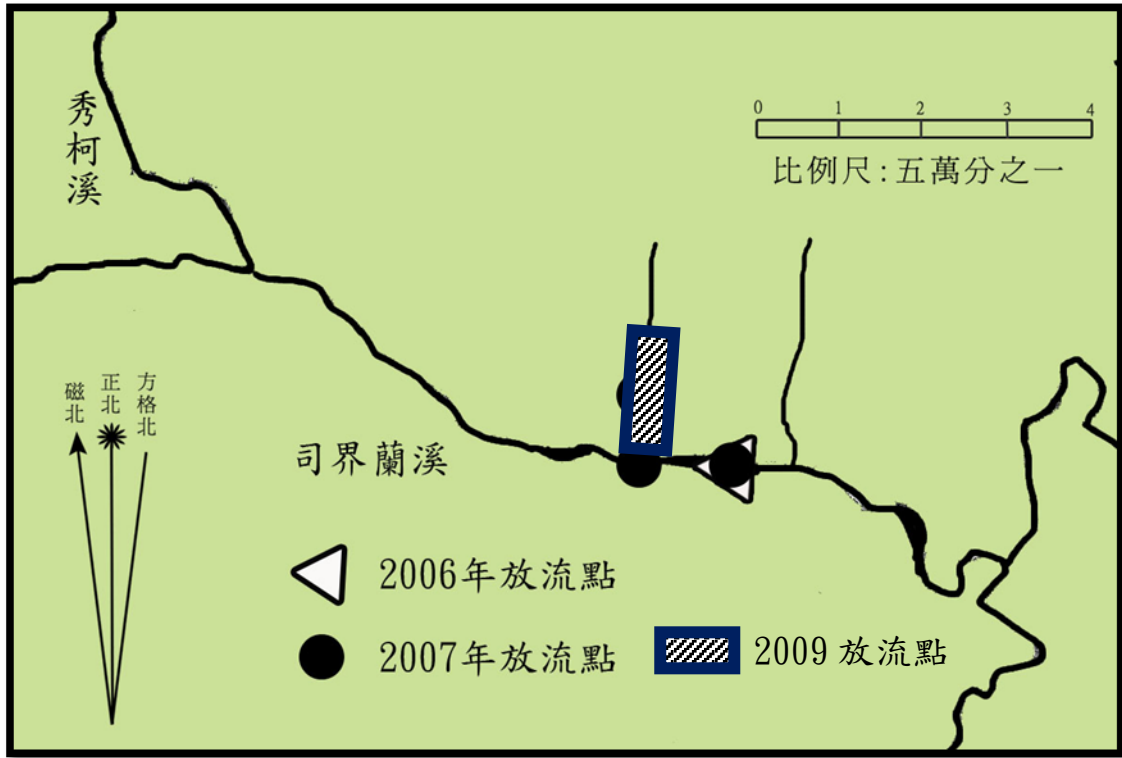 0 1 2 3 4
比例尺:五萬分之一
秀柯溪
磁北
正北
方格北
司界蘭溪
2006年放流點
2007年放流點
2009 放流點